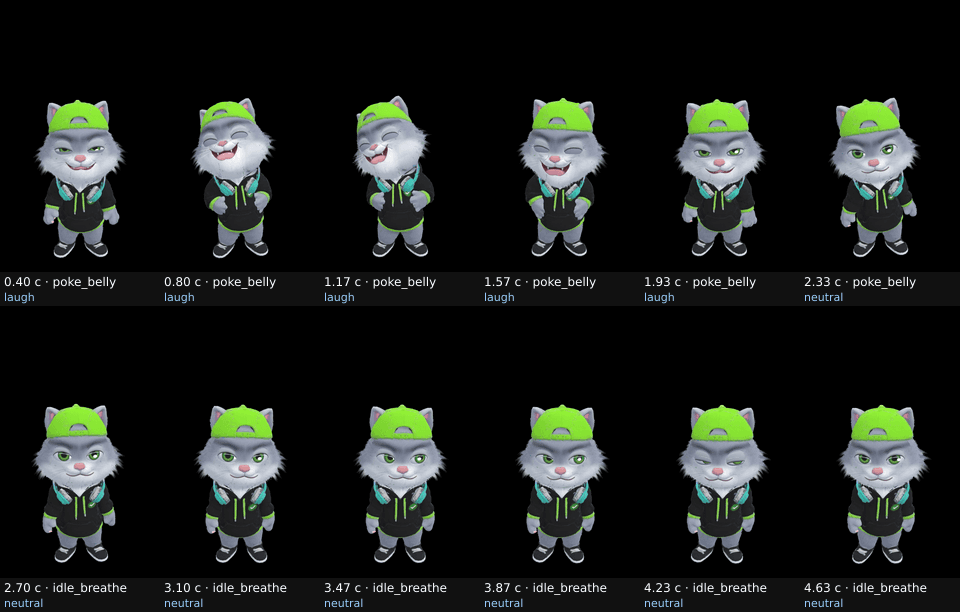 0.40 с · poke_belly
laugh
0.80 с · poke_belly
laugh
1.17 с · poke_belly
laugh
1.57 с · poke_belly
laugh
1.93 с · poke_belly
laugh
2.33 с · poke_belly
neutral
2.70 с · idle_breathe
neutral
3.10 с · idle_breathe
neutral
3.47 с · idle_breathe
neutral
3.87 с · idle_breathe
neutral
4.23 с · idle_breathe
neutral
4.63 с · idle_breathe
neutral